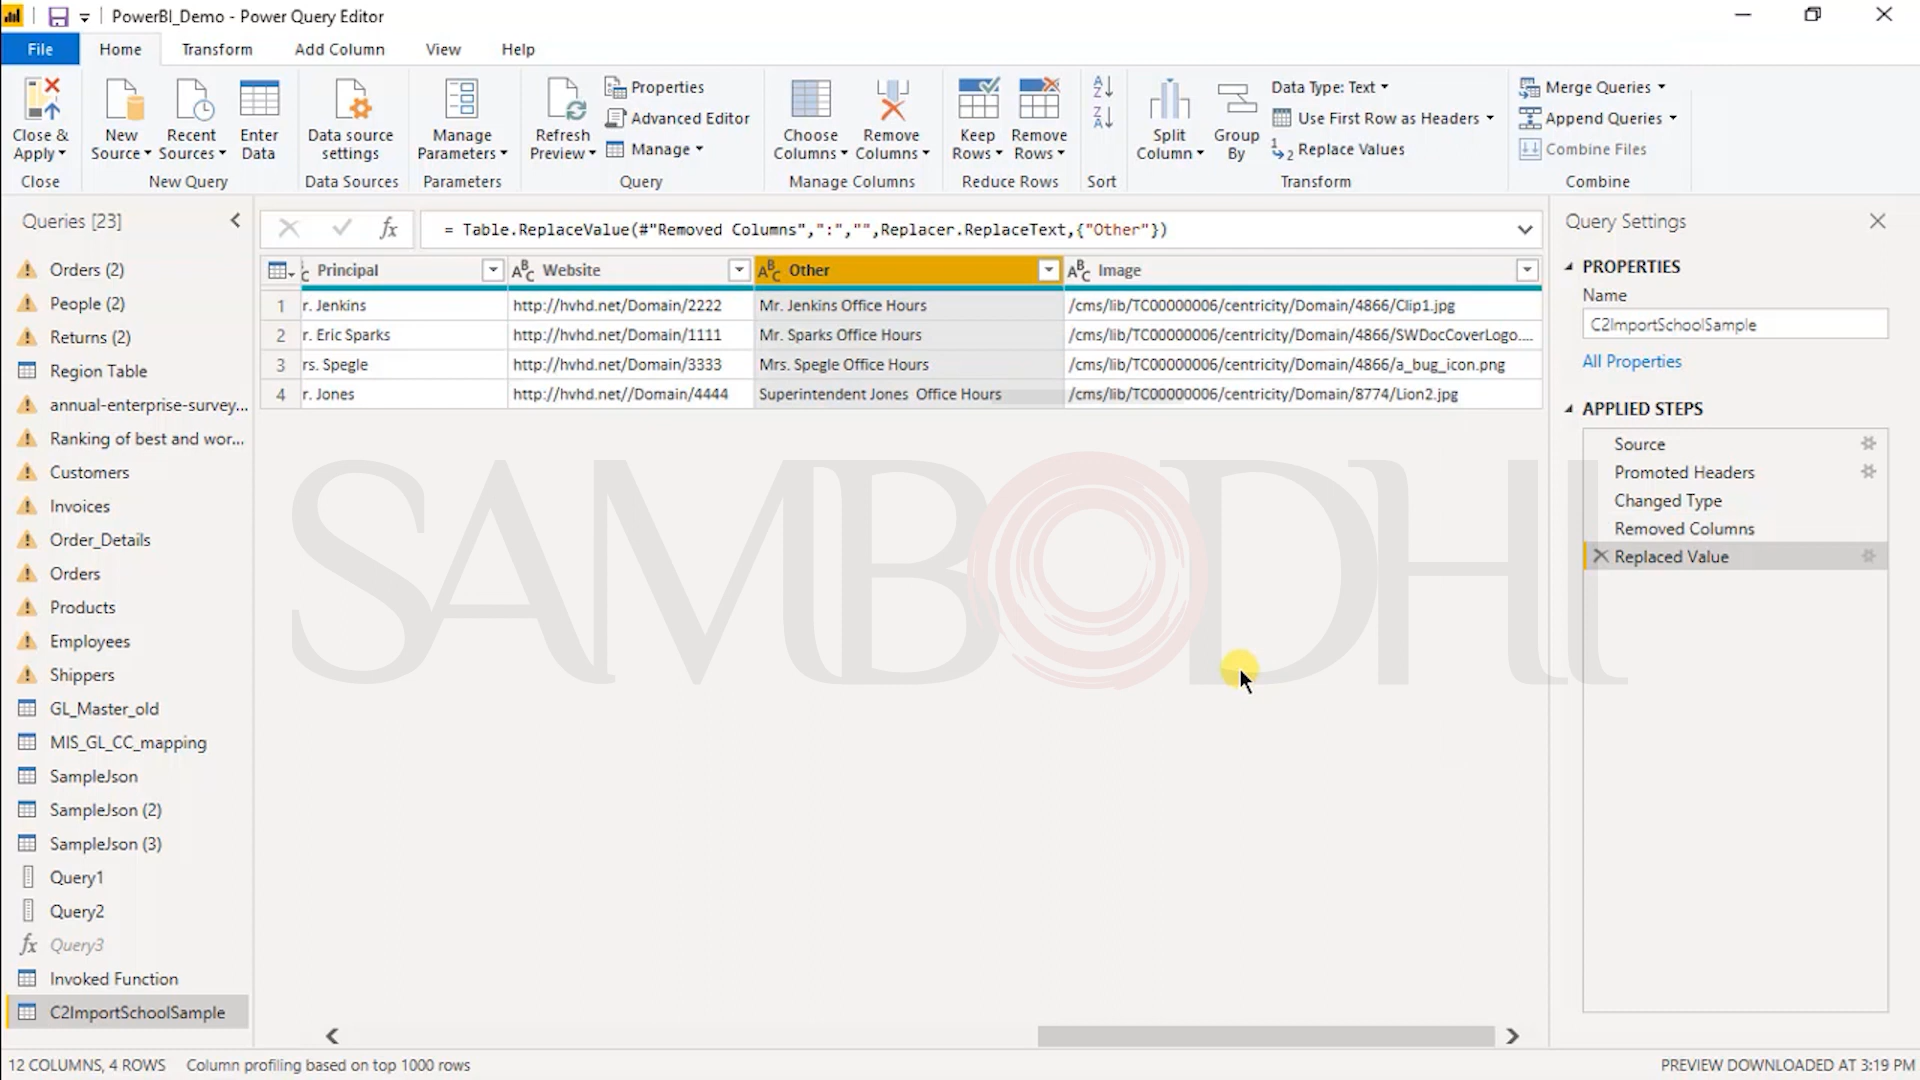 PowerBI_Demo - Power Query Editor
File Home Transform Add Column View Help
Close & Apply
New Source
Recent Sources
Enter Data
Data source settings
Manage Parameters
Refresh Preview
Properties
Advanced Editor
Manage
Choose Columns
Remove Columns
Keep Rows
Remove Rows
Split Column
Group By
Data Type: Text
Use First Row as Headers
Replace Values
Merge Queries
Append Queries
Combine Files
Close New Query Data Sources Parameters Query Manage Columns Reduce Rows Sort Transform Combine
Queries [23]
Orders (2)
People (2)
Returns (2)
Region Table
annual-enterprise-survey...
Ranking of best and wor...
Customers
Invoices
Order_Details
Orders
Products
Employees
Shippers
GL_Master_old
MIS_GL_CC_mapping
SampleJson
SampleJson (2)
SampleJson (3)
Query1
Query2
Query3
Invoked Function
C2ImportSchoolSample
= Table.ReplaceValue(#"Removed Columns",":","",Replacer.ReplaceText,{"Other"})
Principal Website Other Image
1 r. Jenkins http://hvhd.net/Domain/2222 Mr. Jenkins Office Hours /cms/lib/TC00000006/centricity/Domain/4866/Clip1.jpg
2 r. Eric Sparks http://hvhd.net/Domain/1111 Mr. Sparks Office Hours /cms/lib/TC00000006/centricity/Domain/4866/SWDocCoverLogo....
3 rs. Spegle http://hvhd.net/Domain/3333 Mrs. Spegle Office Hours /cms/lib/TC00000006/centricity/Domain/4866/a_bug_icon.png
4 r. Jones http://hvhd.net//Domain/4444 Superintendent Jones  Office Hours /cms/lib/TC00000006/centricity/Domain/8774/Lion2.jpg
SAMBODHI
Query Settings
PROPERTIES
Name
C2ImportSchoolSample
All Properties
APPLIED STEPS
Source
Promoted Headers
Changed Type
Removed Columns
Replaced Value
12 COLUMNS, 4 ROWS Column profiling based on top 1000 rows PREVIEW DOWNLOADED AT 3:19 PM